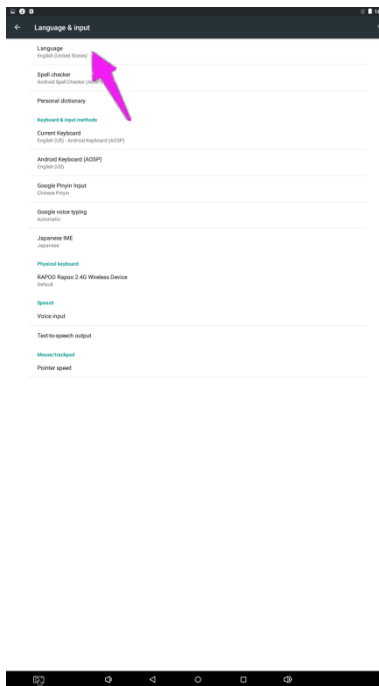 Language & input
Language
English (United States)
Spell checker
Android Spell Checker
Personal dictionary
Keyboard & input methods
Current Keyboard
English (US) - Android Keyboard (AOSP)
Android Keyboard (AOSP)
English (US)
Google Pinyin Input
Chinese Pinyin
Google voice typing
Automatic
Japanese IME
Japanese
Physical keyboard
RAPOO Rapoo 2.4G Wireless Device
Default
Speech
Voice input
Text-to-speech output
Mouse/trackpad
Pointer speed